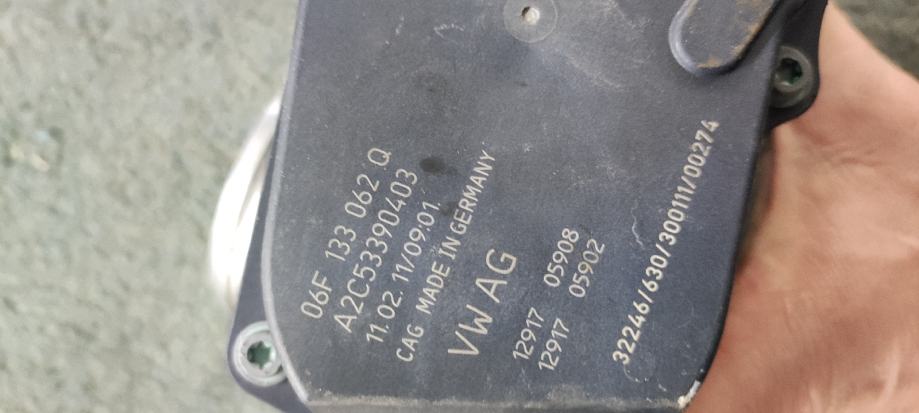 06F 133 062 Q
A2C53390403
11.02. 11/09:01.
CAG MADE IN GERMANY
VW AG
12917 05908
12917 05902
32246/630/300111/00274